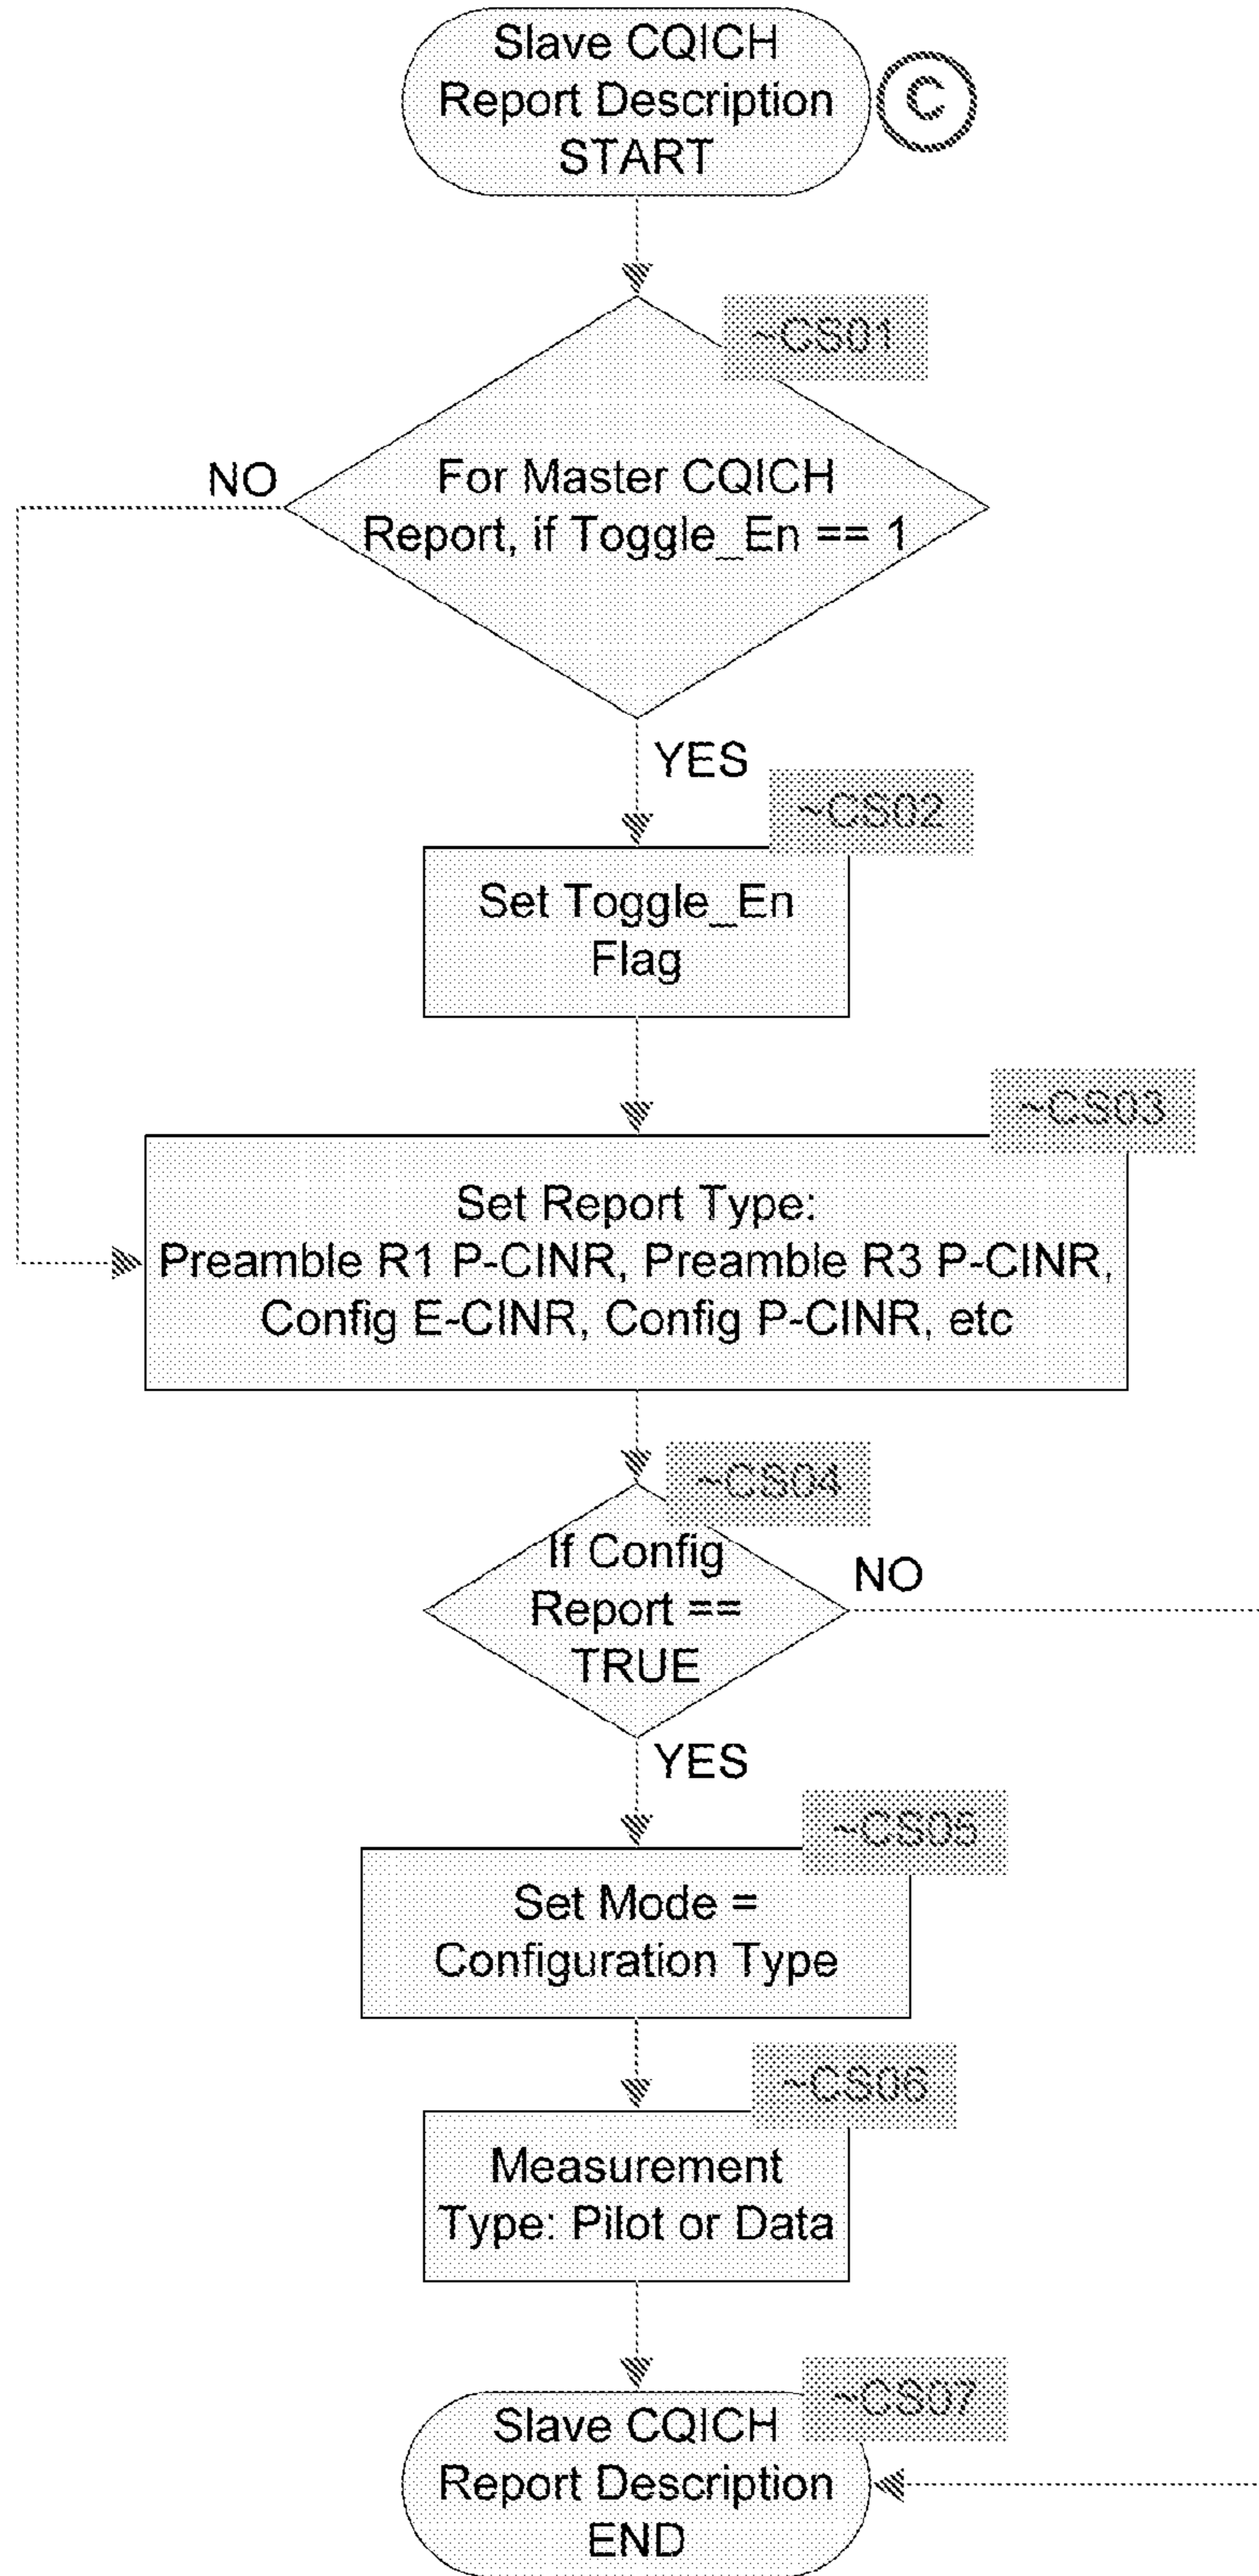 Slave CQICH
Report Description
START
C
~CS01
For Master CQICH
Report, if Toggle_En == 1
NO
YES
~CS02
Set Toggle_En
Flag
~CS03
Set Report Type:
Preamble R1 P-CINR, Preamble R3 P-CINR,
Config E-CINR, Config P-CINR, etc
~CS04
If Config
Report ==
TRUE
NO
YES
~CS05
Set Mode =
Configuration Type
~CS06
Measurement
Type: Pilot or Data
~CS07
Slave CQICH
Report Description
END